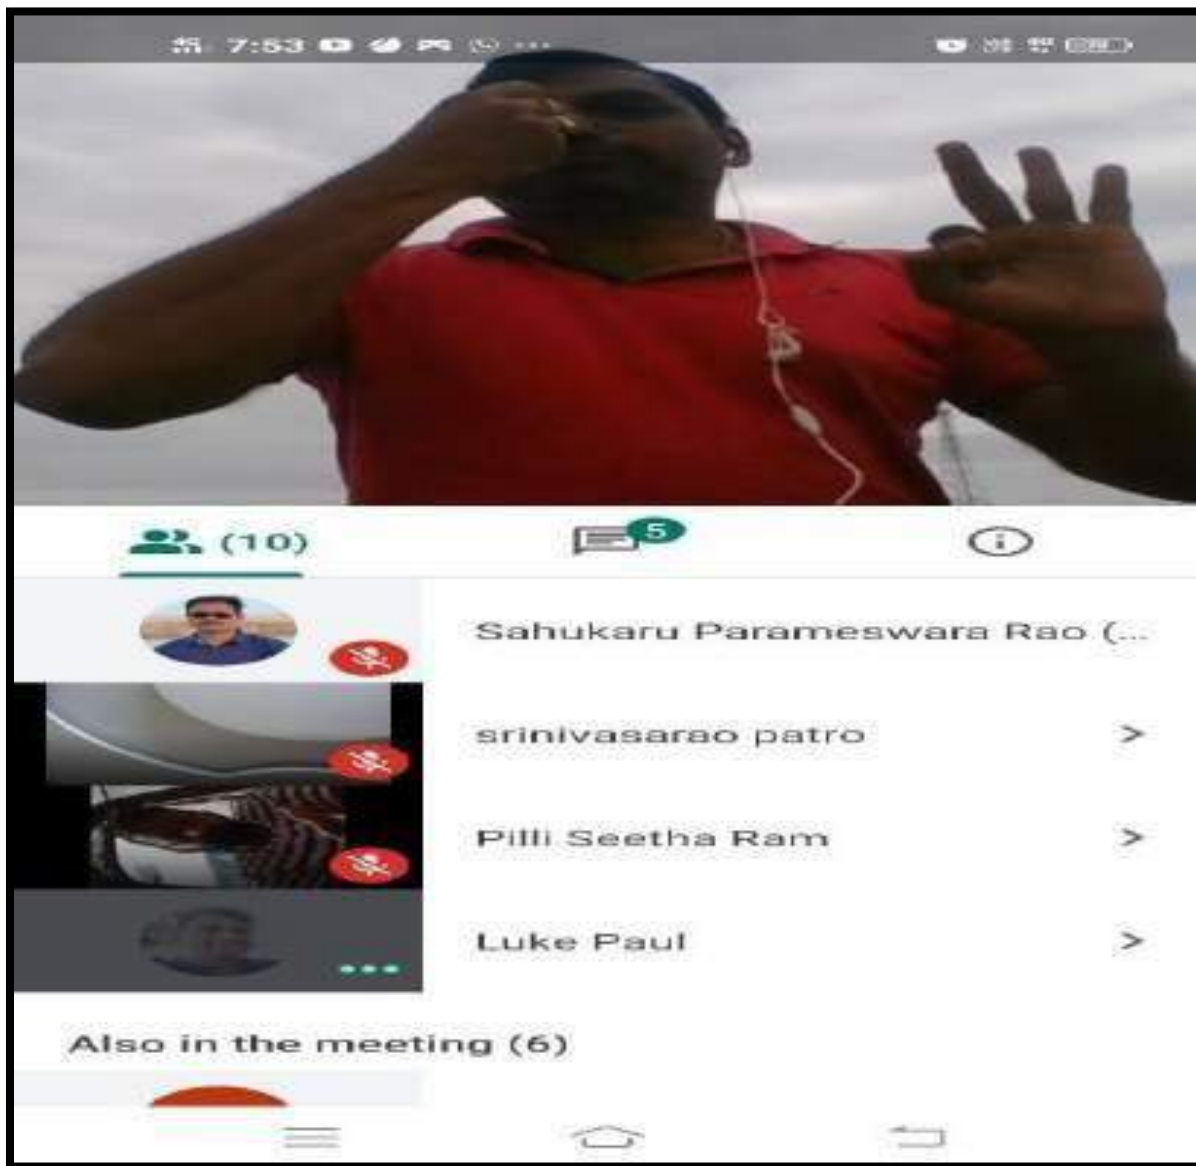 7:53
(10)
5
Sahukaru Parameswara Rao (...
srinivasarao patro
Pilli Seetha Ram
Luke Paul
Also in the meeting (6)